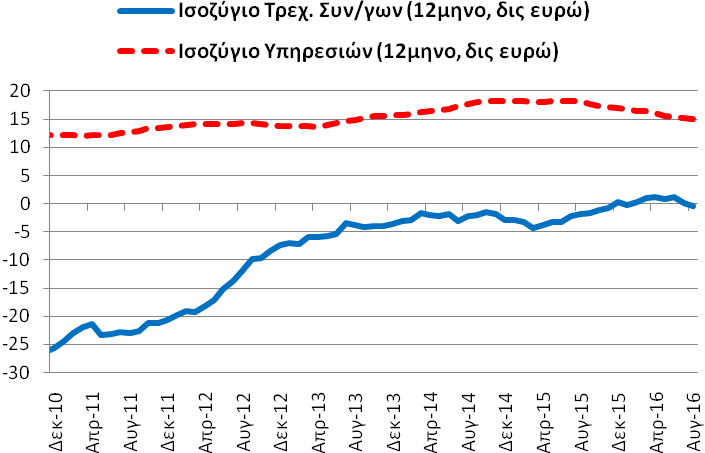 Ισοζύγιο Τρεχ. Συν/γων (12μηνο, δις ευρώ)
Ισοζύγιο Υπηρεσιών (12μηνο, δις ευρώ)
20
15
10
5
0
-5
-10
-15
-20
-25
-30
Δεκ-10
Απρ-11
Αυγ-11
Δεκ-11
Απρ-12
Αυγ-12
Δεκ-12
Απρ-13
Αυγ-13
Δεκ-13
Απρ-14
Αυγ-14
Δεκ-14
Απρ-15
Αυγ-15
Δεκ-15
Απρ-16
Αυγ-16